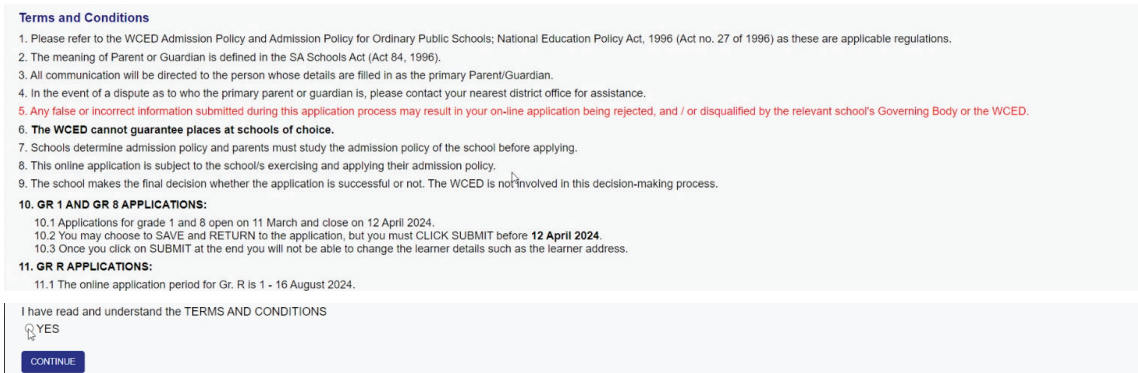 Terms and Conditions
1. Please refer to the WCED Admission Policy and Admission Policy for Ordinary Public Schools; National Education Policy Act, 1996 (Act no. 27 of 1996) as these are applicable regulations.
2. The meaning of Parent or Guardian is defined in the SA Schools Act (Act 84, 1996).
3. All communication will be directed to the person whose details are filled in as the primary Parent/Guardian.
4. In the event of a dispute as to who the primary parent or guardian is, please contact your nearest district office for assistance.
5. Any false or incorrect information submitted during this application process may result in your on-line application being rejected, and / or disqualified by the relevant school's Governing Body or the WCED.
6. The WCED cannot guarantee places at schools of choice.
7. Schools determine admission policy and parents must study the admission policy of the school before applying.
8. This online application is subject to the school/s exercising and applying their admission policy.
9. The school makes the final decision whether the application is successful or not. The WCED is not involved in this decision-making process.
10. GR 1 AND GR 8 APPLICATIONS:
10.1 Applications for grade 1 and 8 open on 11 March and close on 12 April 2024.
10.2 You may choose to SAVE and RETURN to the application, but you must CLICK SUBMIT before 12 April 2024.
10.3 Once you click on SUBMIT at the end you will not be able to change the learner details such as the learner address.
11. GR R APPLICATIONS:
11.1 The online application period for Gr. R is 1 - 16 August 2024.
I have read and understand the TERMS AND CONDITIONS
YES
CONTINUE